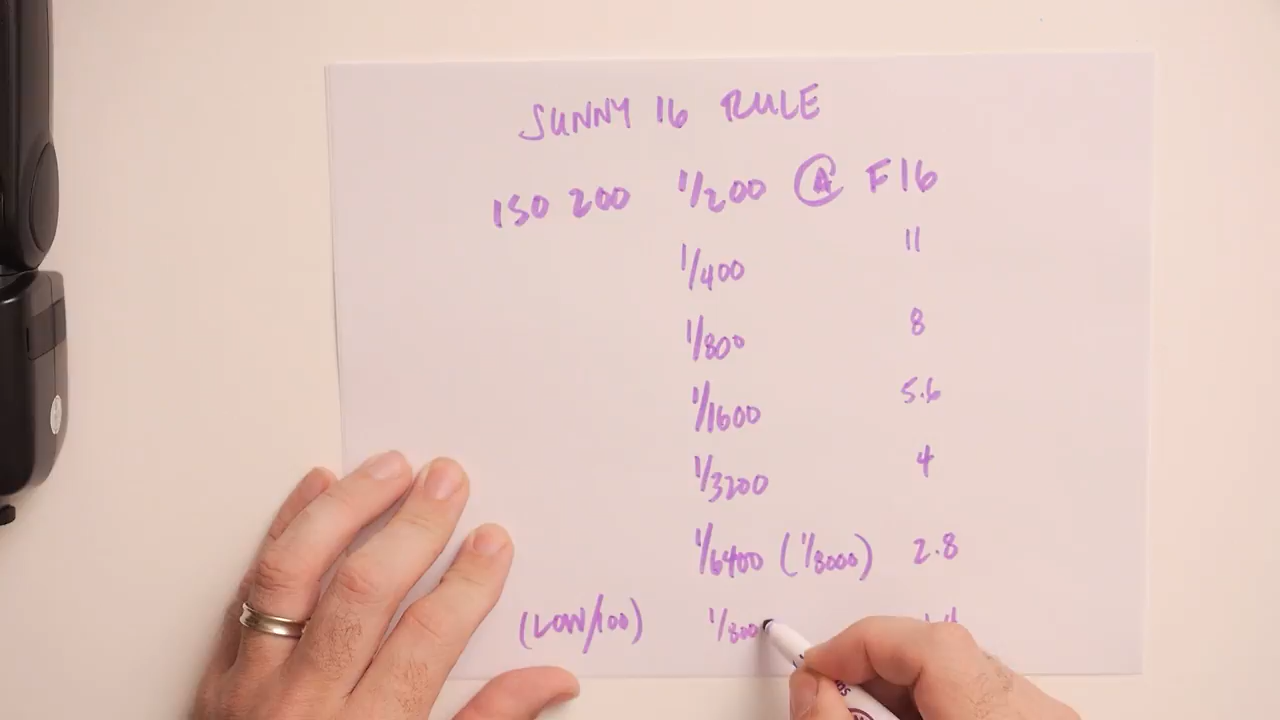 SUNNY 16 RULE
ISO 200 1/200 @ F16
1/400 11
1/800 8
1/1600 5.6
1/3200 4
1/6400 (1/8000) 2.8
(LOW/100) 1/800